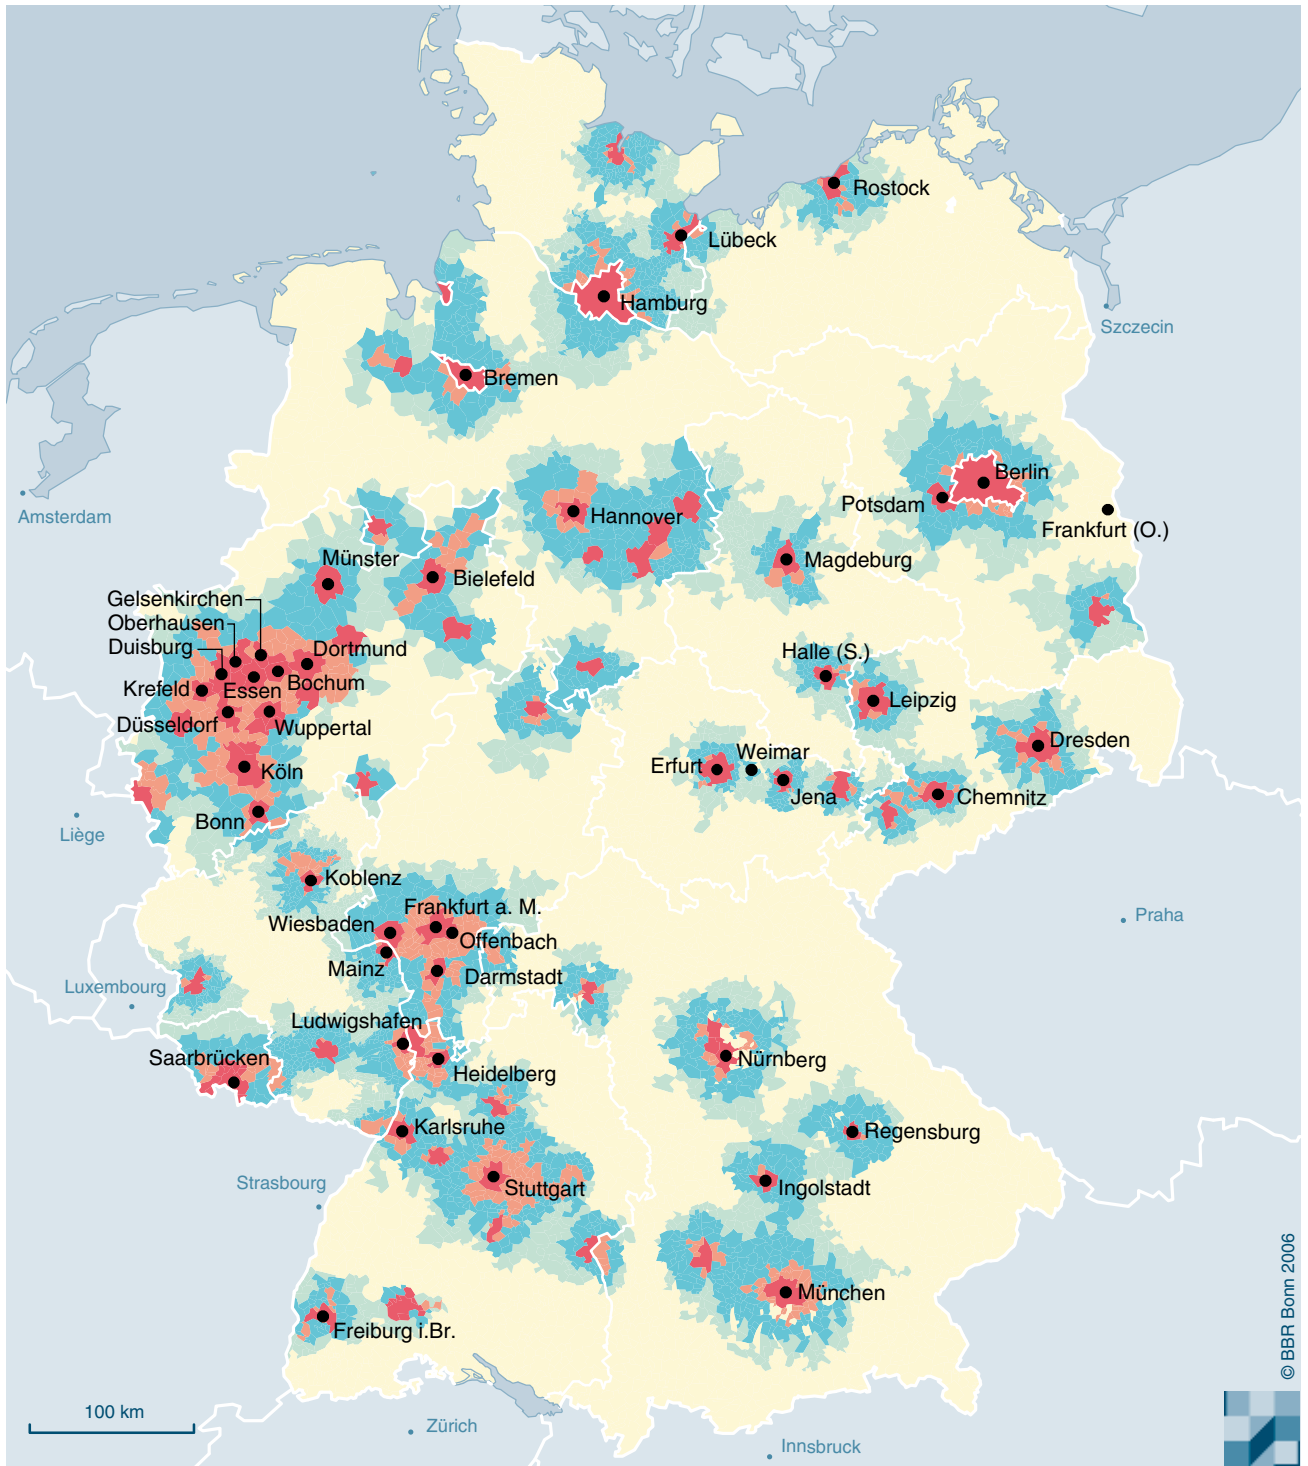 Rostock
Lübeck
Hamburg
Szczecin
Bremen
Berlin
Potsdam
Amsterdam
Hannover
Frankfurt (O.)
Münster
Magdeburg
Bielefeld
Gelsenkirchen
Oberhausen
Duisburg
Dortmund
Halle (S.)
Krefeld
Essen
Bochum
Leipzig
Düsseldorf
Wuppertal
Dresden
Weimar
Köln
Erfurt
Jena
Chemnitz
Bonn
Liège
Koblenz
Frankfurt a. M.
Wiesbaden
Offenbach
Praha
Mainz
Darmstadt
Luxembourg
Ludwigshafen
Saarbrücken
Nürnberg
Heidelberg
Karlsruhe
Regensburg
Strasbourg
Stuttgart
Ingolstadt
München
Freiburg i.Br.
© BBR Bonn 2006
100 km
Zürich
Innsbruck